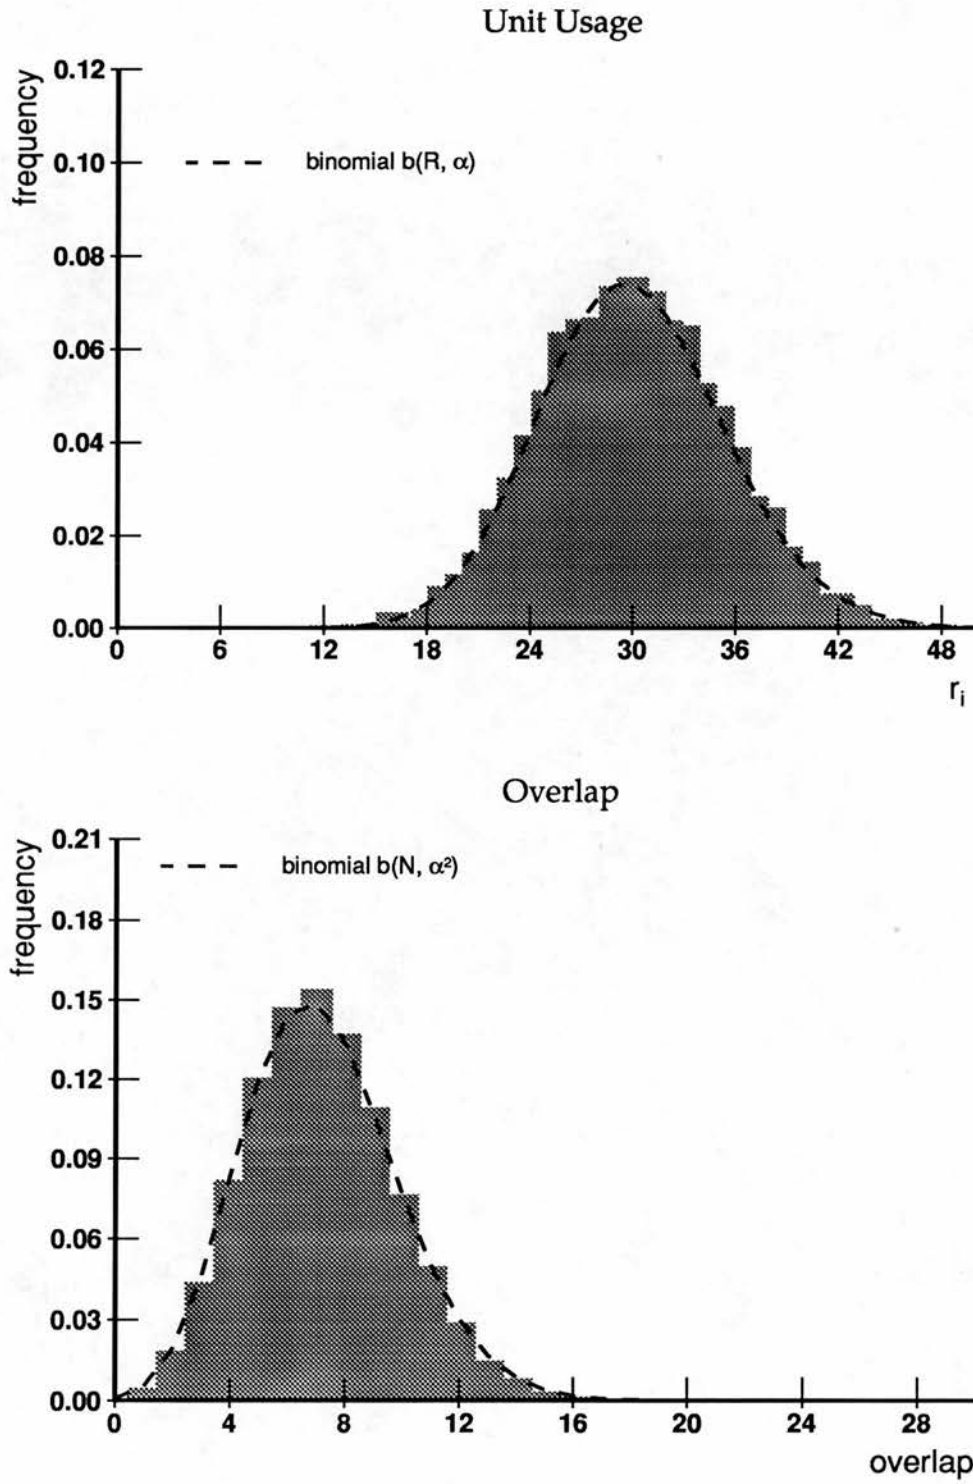 Unit Usage
frequency
0.12
0.10
binomial b(R, α)
0.08
0.06
0.04
0.02
0.00
0 6 12 18 24 30 36 42 48
rᵢ
Overlap
frequency
0.21
binomial b(N, α²)
0.18
0.15
0.12
0.09
0.06
0.03
0.00
0 4 8 12 16 20 24 28
overlap